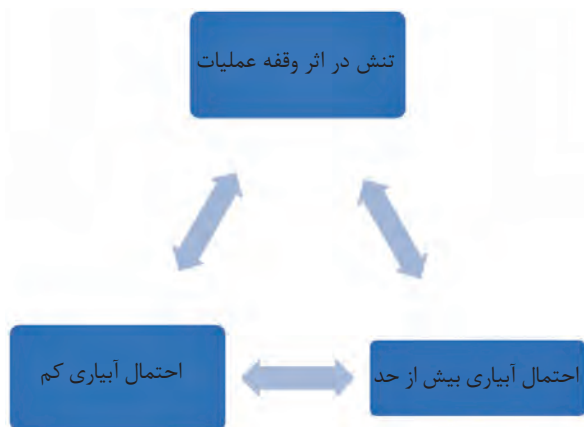 تنش در اثر وقفه عملیات
احتمال آبیاری بیش از حد
احتمال آبیاری کم